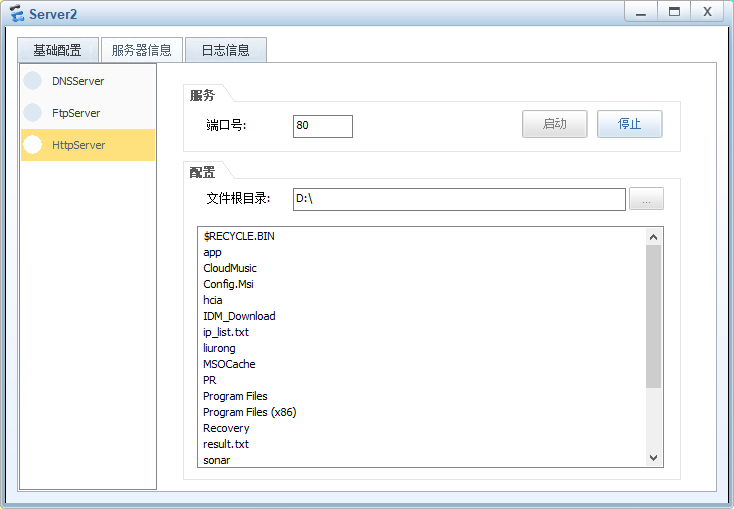 Server2
X
基础配置 服务器信息 日志信息
DNSServer
FtpServer
HttpServer
服务
端口号: 80 启动 停止
配置
文件根目录: D:\ ...
$RECYCLE.BIN
app
CloudMusic
Config.Msi
hcia
IDM_Download
ip_list.txt
liurong
MSOCache
PR
Program Files
Program Files (x86)
Recovery
result.txt
sonar